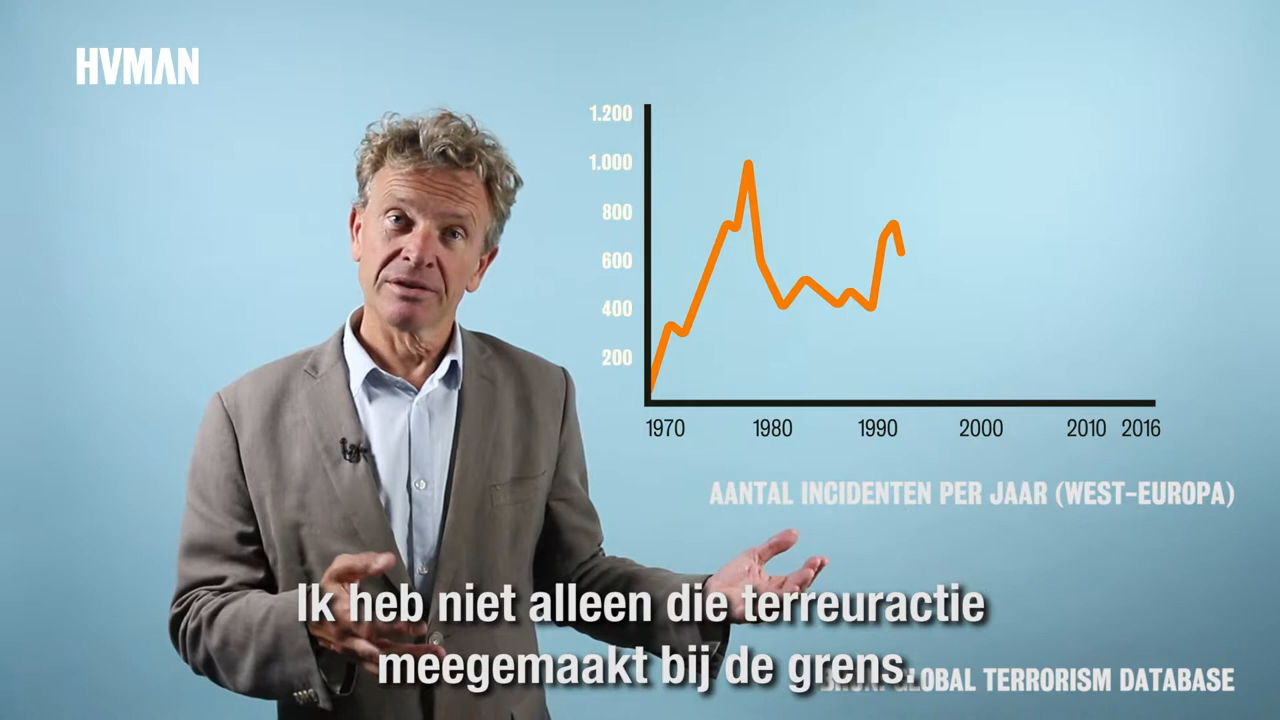 HVMAN
1.200
1.000
800
600
400
200
1970 1980 1990 2000 2010 2016
AANTAL INCIDENTEN PER JAAR (WEST-EUROPA)
Ik heb niet alleen die terreuractie
meegemaakt bij de grens.
GLOBAL TERRORISM DATABASE